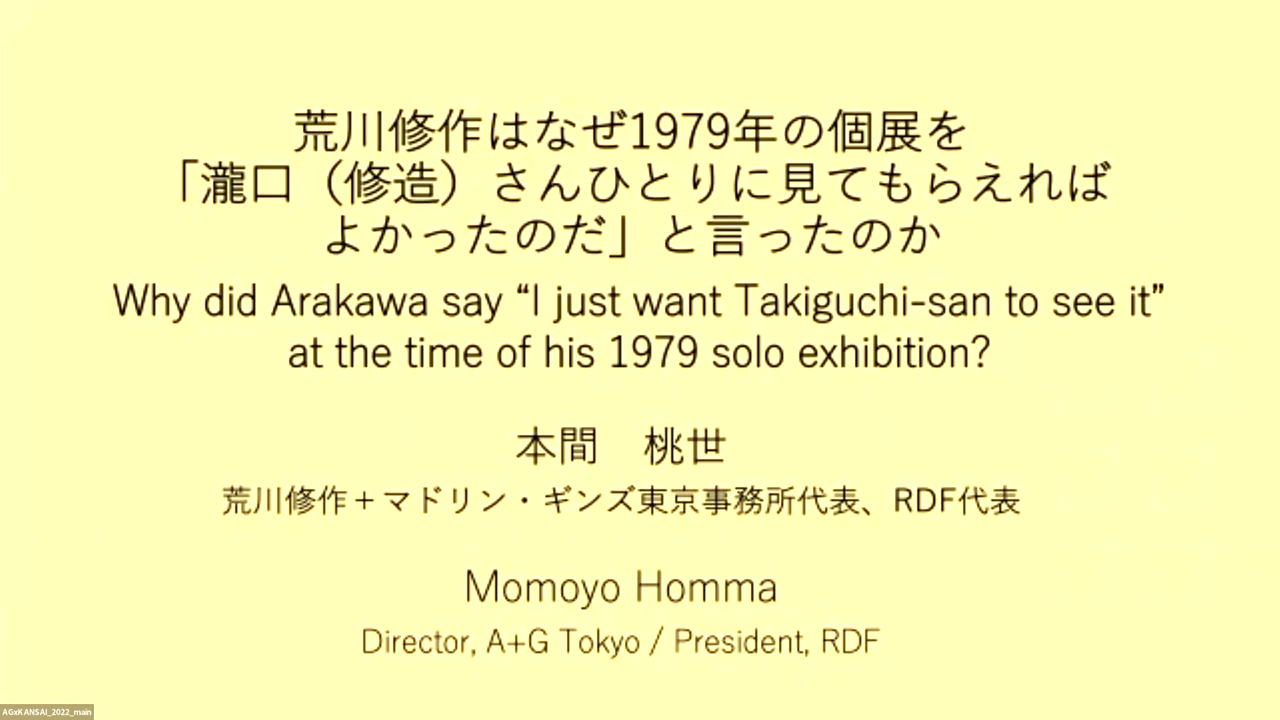 荒川修作はなぜ1979年の個展を
「瀧口（修造）さんひとりに見てもらえれば
よかったのだ」と言ったのか
Why did Arakawa say “I just want Takiguchi-san to see it”
at the time of his 1979 solo exhibition?
本間　桃世
荒川修作＋マドリン・ギンズ東京事務所代表、RDF代表
Momoyo Homma
Director, A+G Tokyo / President, RDF
AGxKANSAI_2022_main